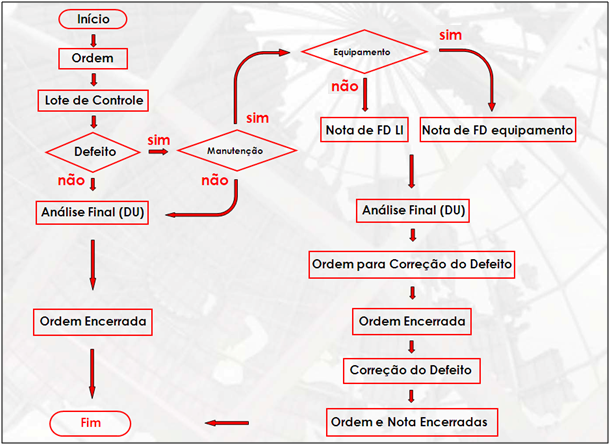 Início
Ordem
Lote de Controle
Defeito
sim
não
Manutenção
sim
não
Equipamento
sim
não
Nota de FD LI
Nota de FD equipamento
Análise Final (DU)
Ordem Encerrada
Fim
Análise Final (DU)
Ordem para Correção do Defeito
Ordem Encerrada
Correção do Defeito
Ordem e Nota Encerradas